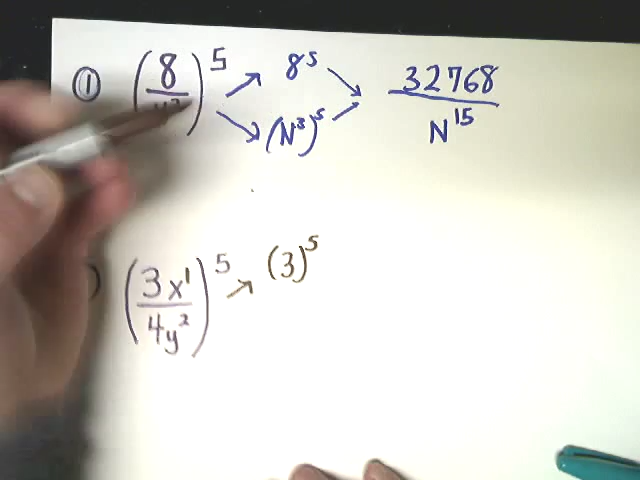 ① (8/N³)⁵ → 8⁵ → 32768/N¹⁵
↘ (N³)⁵ ↗
) (3x¹/4y²)⁵ → (3)⁵